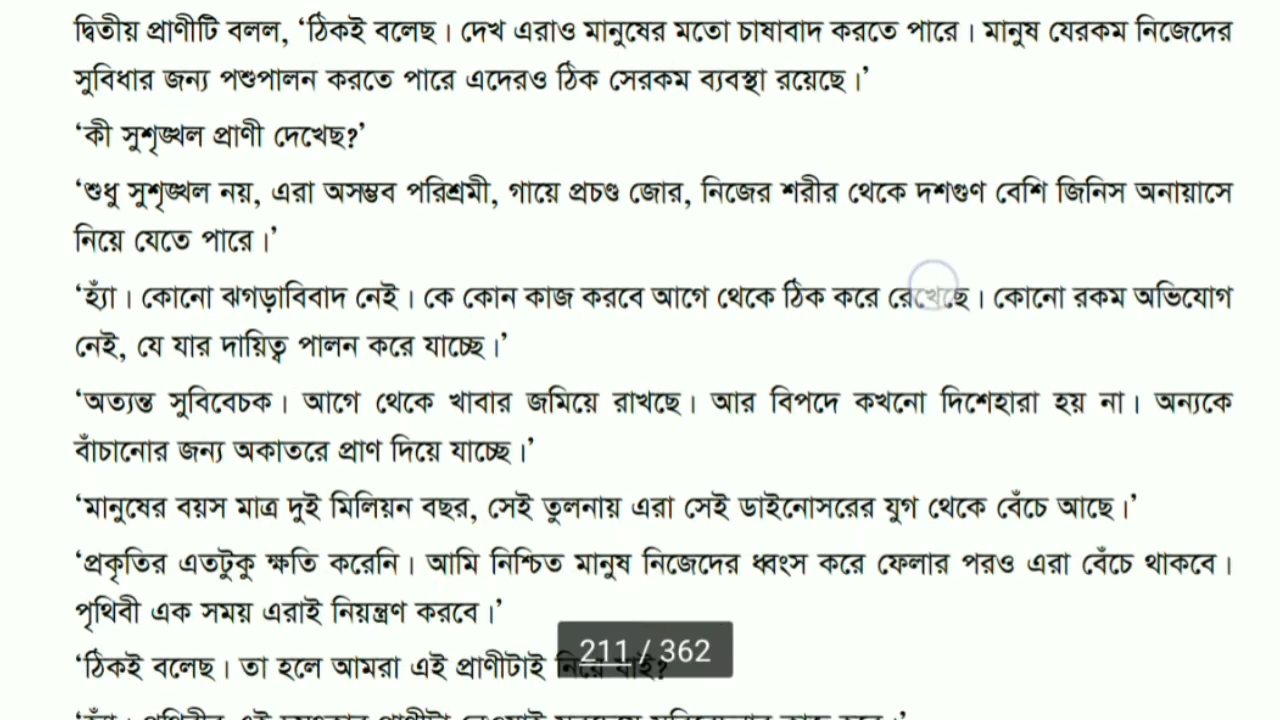 দ্বিতীয় প্রাণীটি বলল, ‘ঠিকই বলেছ। দেখ এরাও মানুষের মতো চাষাবাদ করতে পারে। মানুষ যেরকম নিজেদের
সুবিধার জন্য পশুপালন করতে পারে এদেরও ঠিক সেরকম ব্যবস্থা রয়েছে।’
‘কী সুশৃঙ্খল প্রাণী দেখেছ?’
‘শুধু সুশৃঙ্খল নয়, এরা অসম্ভব পরিশ্রমী, গায়ে প্রচণ্ড জোর, নিজের শরীর থেকে দশগুণ বেশি জিনিস অনায়াসে
নিয়ে যেতে পারে।’
‘হ্যাঁ। কোনো ঝগড়াবিবাদ নেই। কে কোন কাজ করবে আগে থেকে ঠিক করে রেখেছে। কোনো রকম অভিযোগ
নেই, যে যার দায়িত্ব পালন করে যাচ্ছে।’
‘অত্যন্ত সুবিবেচক। আগে থেকে খাবার জমিয়ে রাখছে। আর বিপদে কখনো দিশেহারা হয় না। অন্যকে
বাঁচানোর জন্য অকাতরে প্রাণ দিয়ে যাচ্ছে।’
‘মানুষের বয়স মাত্র দুই মিলিয়ন বছর, সেই তুলনায় এরা সেই ডাইনোসরের যুগ থেকে বেঁচে আছে।’
‘প্রকৃতির এতটুকু ক্ষতি করেনি। আমি নিশ্চিত মানুষ নিজেদের ধ্বংস করে ফেলার পরও এরা বেঁচে থাকবে।
পৃথিবী এক সময় এরাই নিয়ন্ত্রণ করবে।’
‘ঠিকই বলেছ। তা হলে আমরা এই প্রাণীটাই নিয়ে যাই?
211 / 362